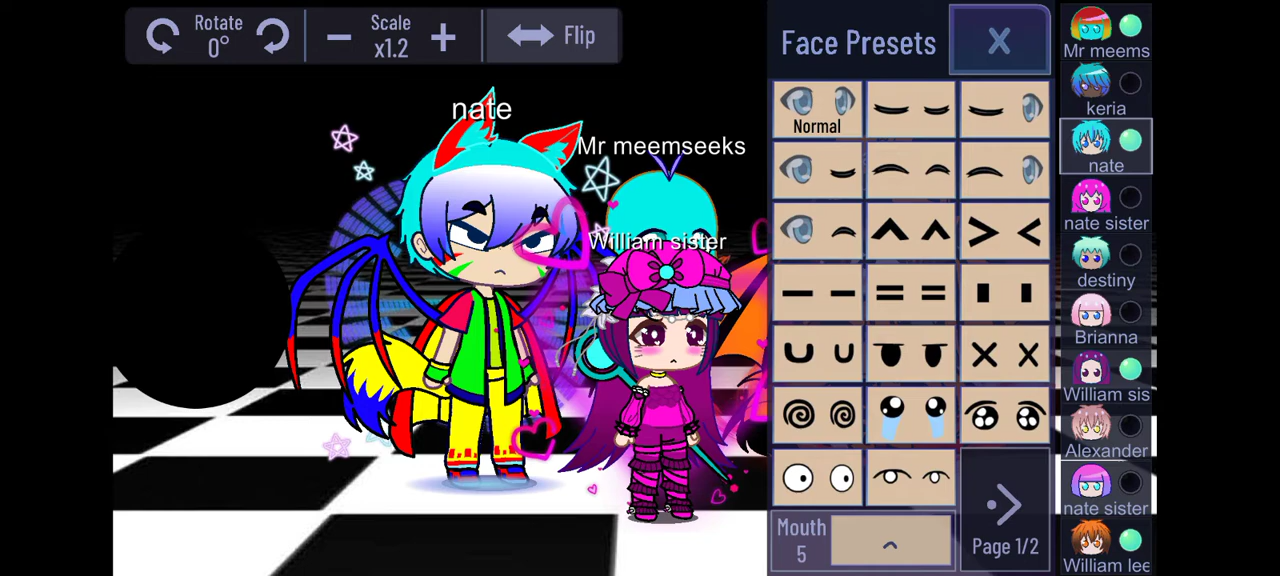 Rotate
0°
Scale
x1.2
Flip
Face Presets
X
Normal
Mouth
5
Page 1/2
nate
Mr meemseeks
William sister
Mr meems
keria
nate
nate sister
destiny
Brianna
William sis
Alexander
nate sister
William lee